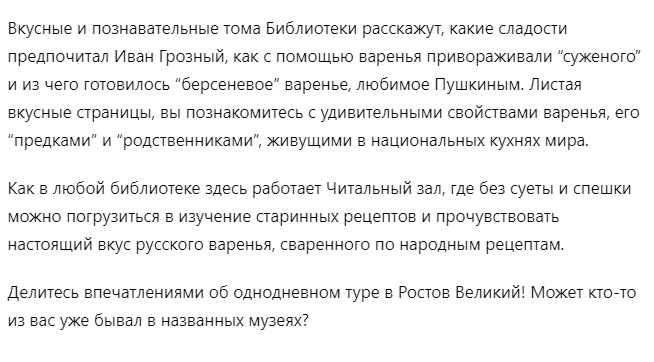 Вкусные и познавательные тома Библиотеки расскажут, какие сладости
предпочитал Иван Грозный, как с помощью варенья привораживали “суженого”
и из чего готовилось “берсеневое” варенье, любимое Пушкиным. Листая
вкусные страницы, вы познакомитесь с удивительными свойствами варенья, его
“предками” и “родственниками”, живущими в национальных кухнях мира.
Как в любой библиотеке здесь работает Читальный зал, где без суеты и спешки
можно погрузиться в изучение старинных рецептов и прочувствовать
настоящий вкус русского варенья, сваренного по народным рецептам.
Делитесь впечатлениями об однодневном туре в Ростов Великий! Может кто-то
из вас уже бывал в названных музеях?